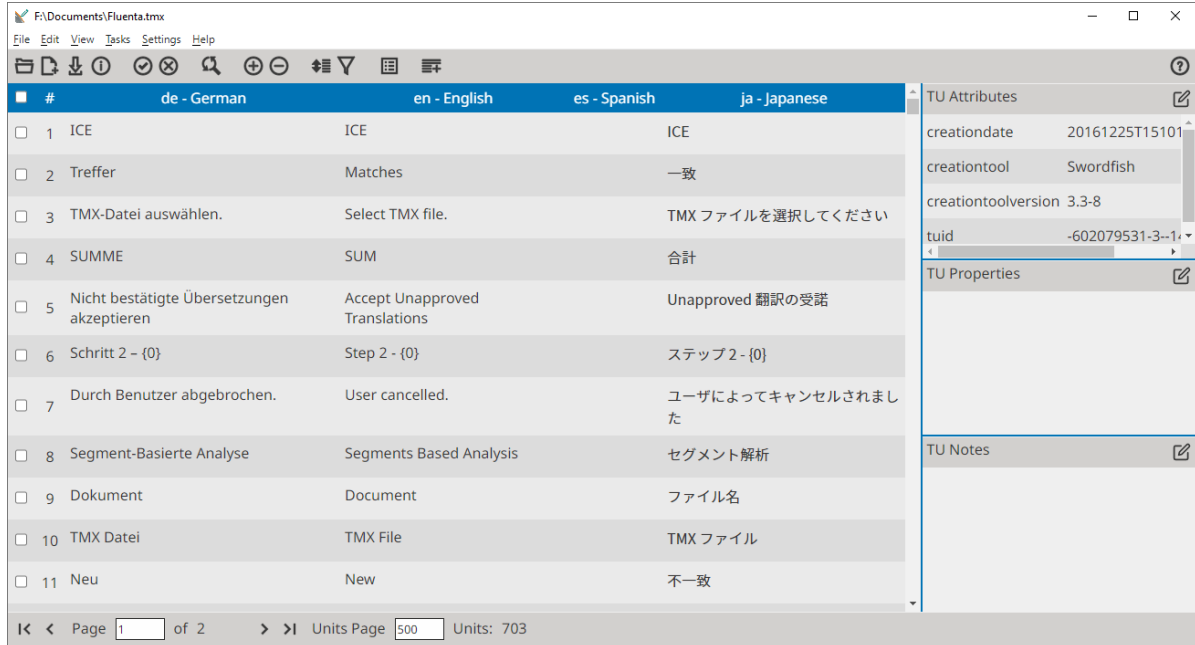 F:\Documents\Fluenta.tmx
File Edit View Tasks Settings Help
# de - German en - English es - Spanish ja - Japanese
1 ICE ICE ICE
2 Treffer Matches 一致
3 TMX-Datei auswählen. Select TMX file. TMX ファイルを選択してください
4 SUMME SUM 合計
5 Nicht bestätigte Übersetzungen akzeptieren Accept Unapproved Translations Unapproved 翻訳の受諾
6 Schritt 2 – {0} Step 2 - {0} ステップ 2 - {0}
7 Durch Benutzer abgebrochen. User cancelled. ユーザによってキャンセルされました
8 Segment-Basierte Analyse Segments Based Analysis セグメント解析
9 Dokument Document ファイル名
10 TMX Datei TMX File TMX ファイル
11 Neu New 不一致
TU Attributes
creationdate 20161225T15101
creationtool Swordfish
creationtoolversion 3.3-8
tuid -602079531-3--14
TU Properties
TU Notes
Page 1 of 2 Units Page 500 Units: 703